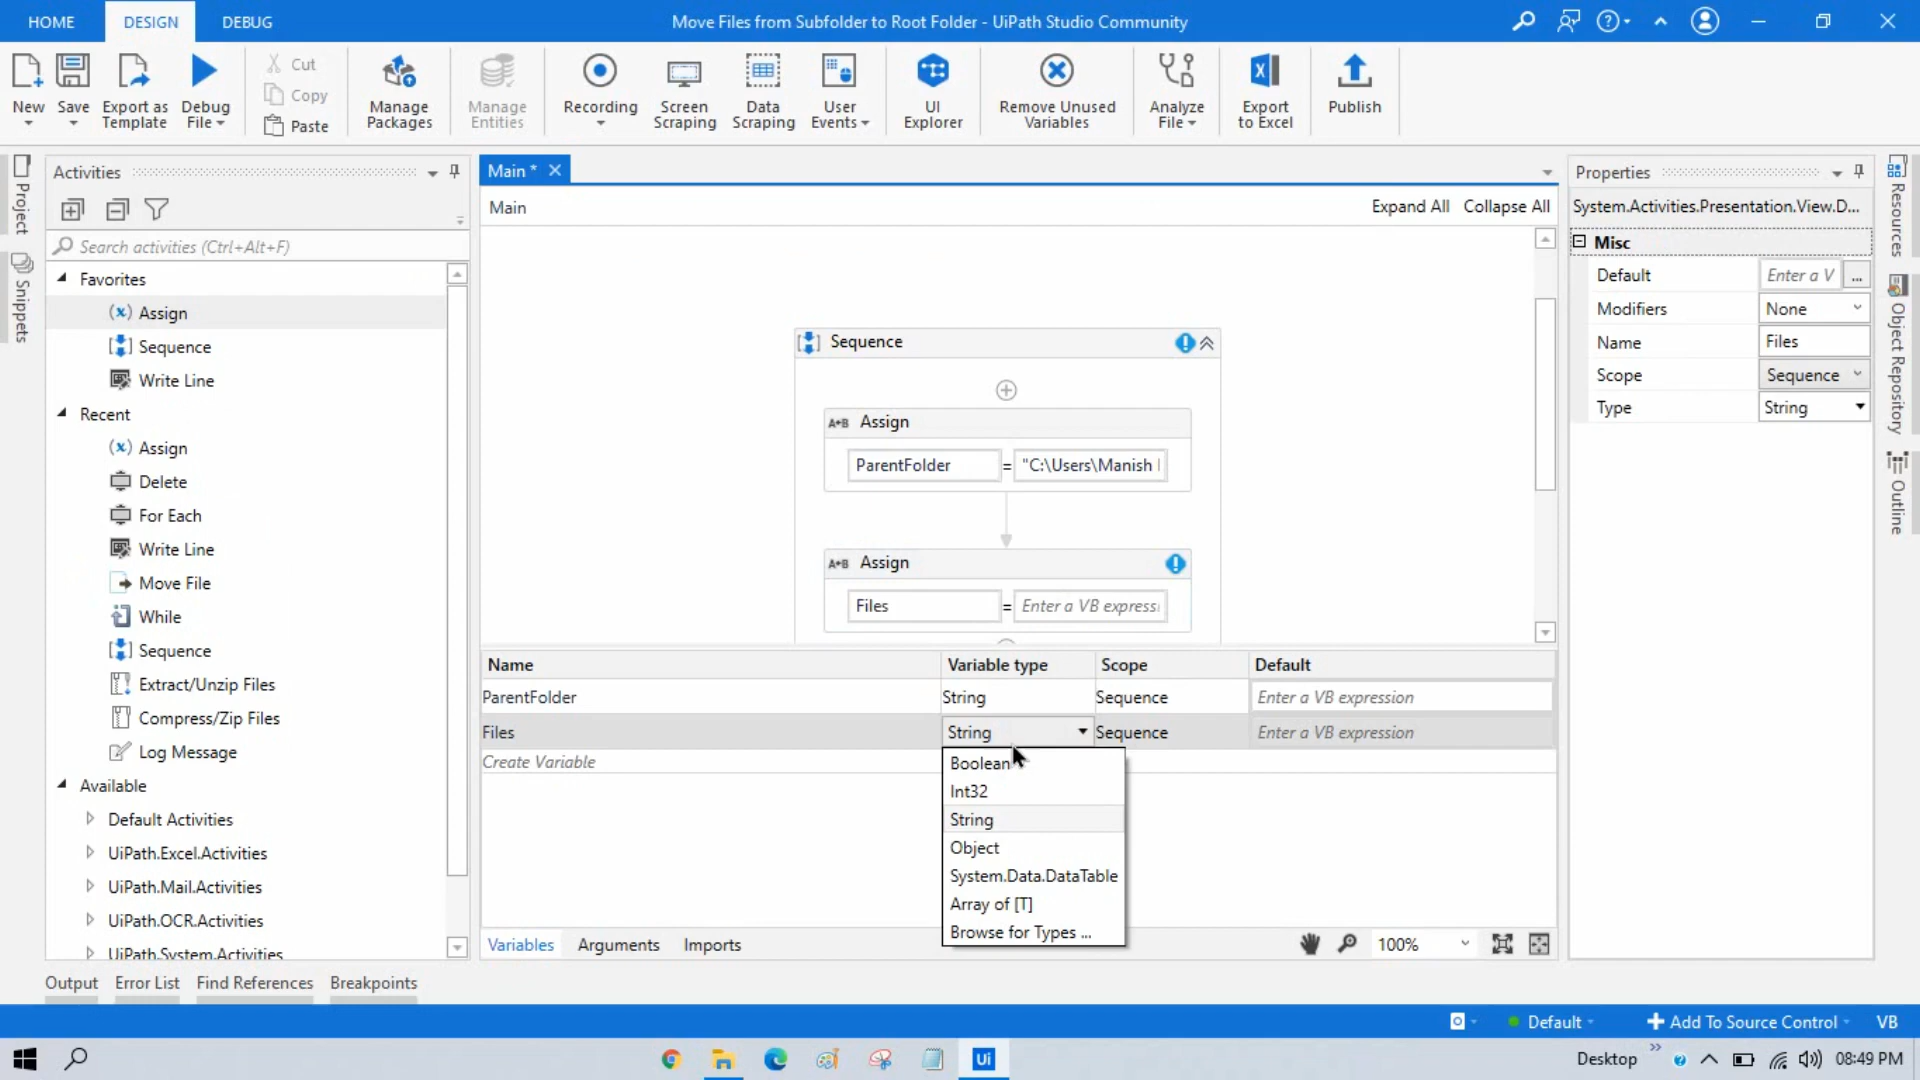 HOME DESIGN DEBUG Move Files from Subfolder to Root Folder - UiPath Studio Community
New Save Export as Template Debug File Cut Copy Paste Manage Packages Manage Entities Recording Screen Scraping Data Scraping User Events UI Explorer Remove Unused Variables Analyze File Export to Excel Publish
Project
Snippets
Activities
Search activities (Ctrl+Alt+F)
Favorites
Assign
Sequence
Write Line
Recent
Assign
Delete
For Each
Write Line
Move File
While
Sequence
Extract/Unzip Files
Compress/Zip Files
Log Message
Available
Default Activities
UiPath.Excel.Activities
UiPath.Mail.Activities
UiPath.OCR.Activities
UiPath.System.Activities
Main *
Main Expand All Collapse All
Sequence
A+B Assign
ParentFolder = "C:\Users\Manish
A+B Assign
Files = Enter a VB expressi
Name Variable type Scope Default
ParentFolder String Sequence Enter a VB expression
Files String Sequence Enter a VB expression
Create Variable
Boolean
Int32
String
Object
System.Data.DataTable
Array of [T]
Browse for Types ...
Variables Arguments Imports 100%
Properties
System.Activities.Presentation.View.D...
Misc
Default Enter a V ...
Modifiers None
Name Files
Scope Sequence
Type String
Resources
Object Repository
Outline
Output Error List Find References Breakpoints
Default Add To Source Control VB
Ui Desktop 08:49 PM